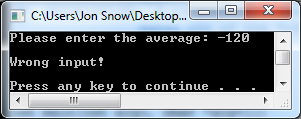 C:\Users\Jon Snow\Desktop...
Please enter the average: -120
Wrong input!
Press any key to continue . . .